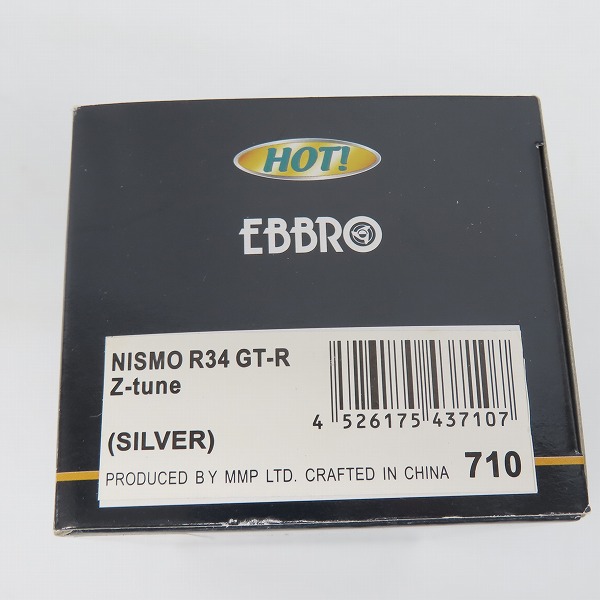 HOT!
EBBRO
NISMO R34 GT-R
Z-tune
(SILVER)
4 526175 437107
PRODUCED BY MMP LTD. CRAFTED IN CHINA 710